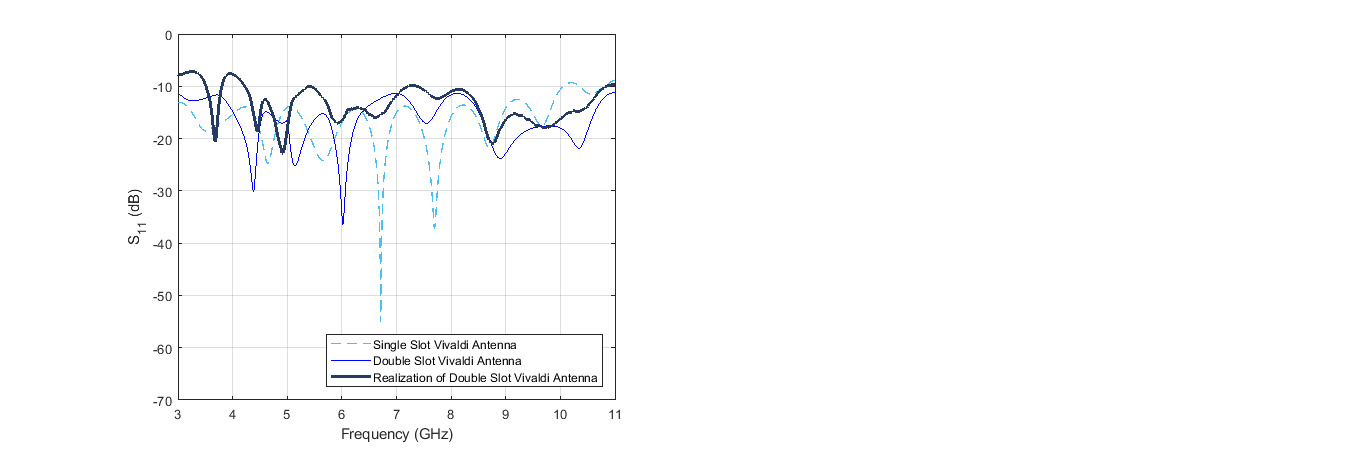 0
-10
-20
-30
-40
-50
-60
-70
S11 (dB)
3 4 5 6 7 8 9 10 11
Frequency (GHz)
Single Slot Vivaldi Antenna
Double Slot Vivaldi Antenna
Realization of Double Slot Vivaldi Antenna